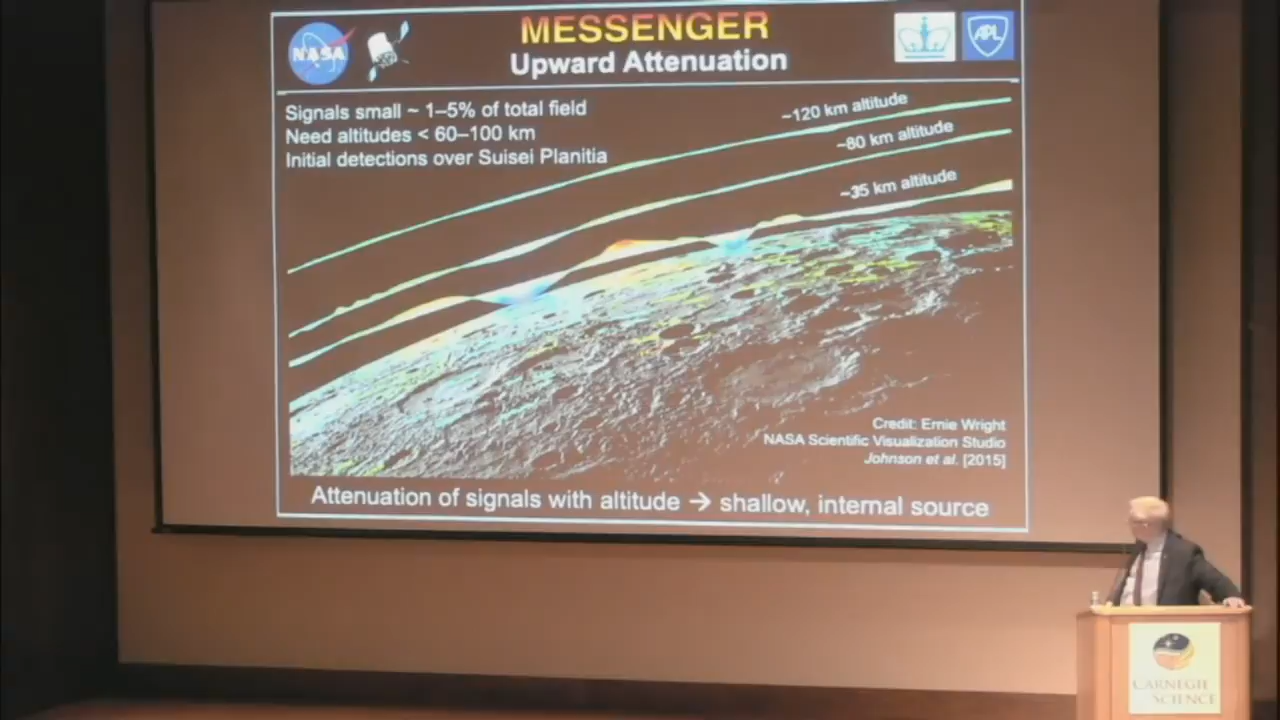 NASA
MESSENGER
APL
Upward Attenuation
Signals small ~ 1–5% of total field
Need altitudes < 60–100 km
Initial detections over Suisei Planitia
~120 km altitude
~80 km altitude
~35 km altitude
Credit: Ernie Wright
NASA Scientific Visualization Studio
Johnson et al. [2015]
Attenuation of signals with altitude → shallow, internal source
CARNEGIE
SCIENCE